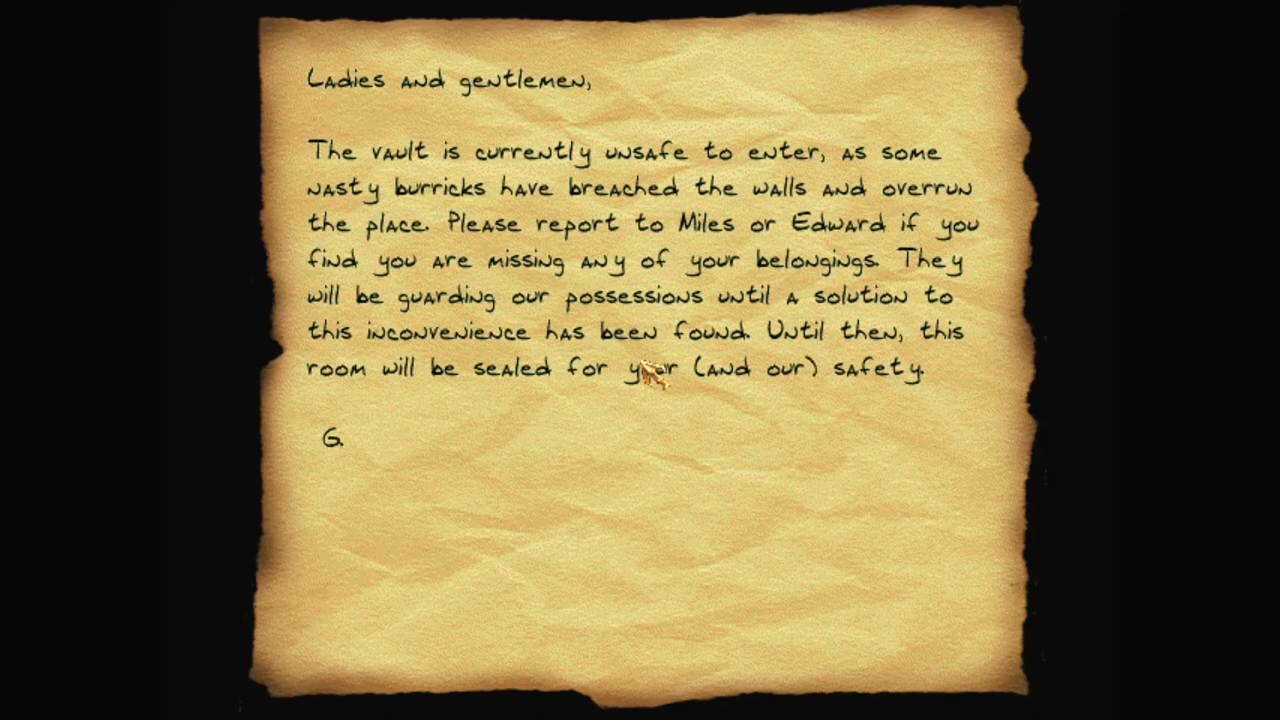 Ladies and gentlemen,
The vault is currently unsafe to enter, as some
nasty burricks have breached the walls and overrun
the place. Please report to Miles or Edward if you
find you are missing any of your belongings. They
will be guarding our possessions until a solution to
this inconvenience has been found. Until then, this
room will be sealed for your (and our) safety.
G.